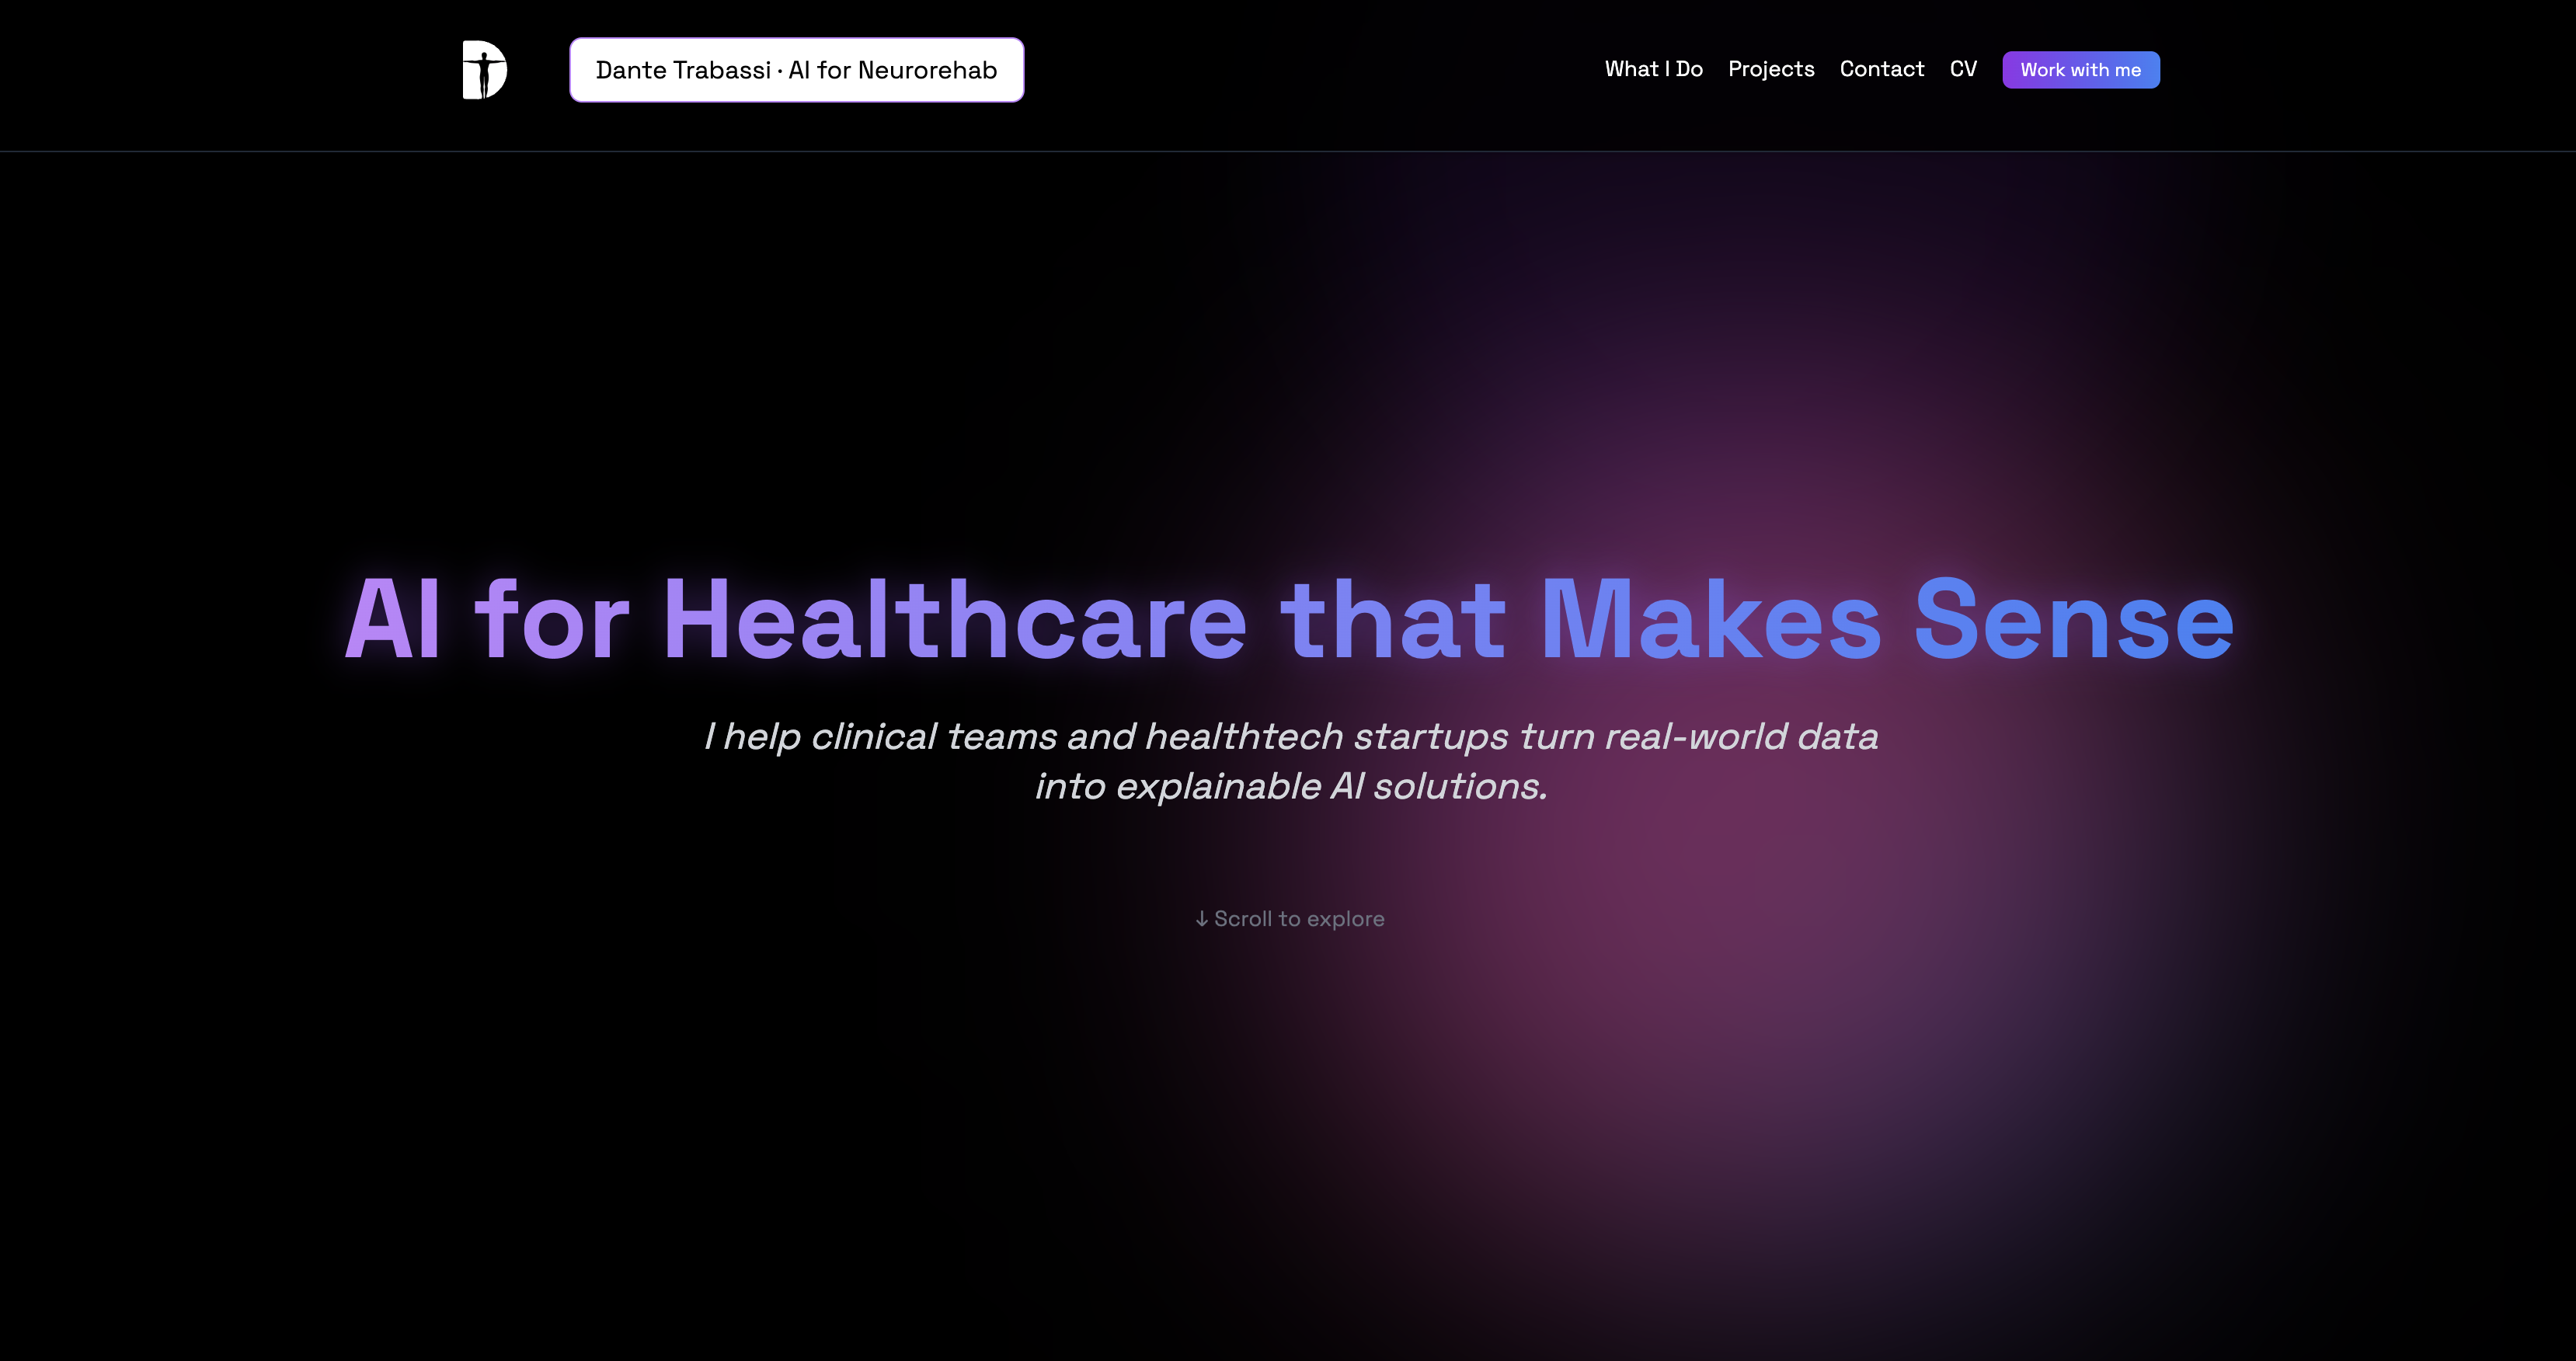 D
Dante Trabassi · AI for Neurorehab
What I Do
Projects
Contact
CV
Work with me
AI for Healthcare that Makes Sense
I help clinical teams and healthtech startups turn real-world data
into explainable AI solutions.
↓ Scroll to explore